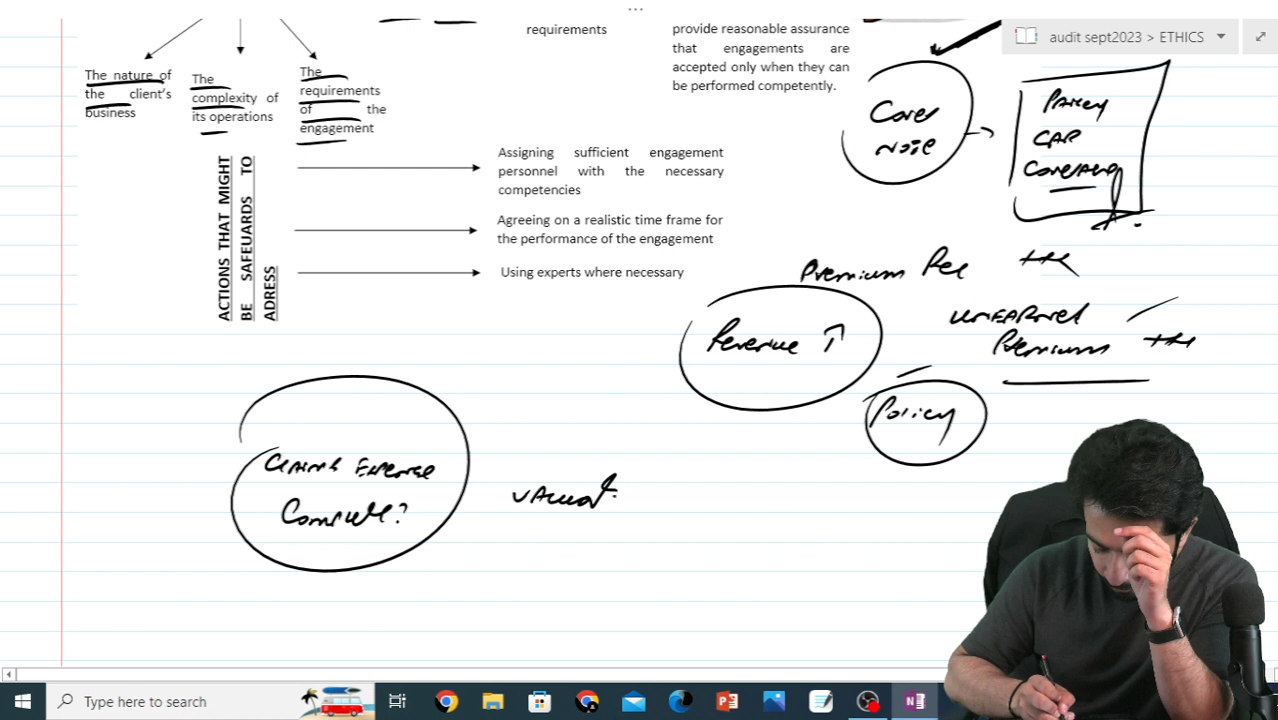 requirements
provide reasonable assurance
that engagements are
accepted only when they can
be performed competently.
audit sept2023 > ETHICS
The nature of
the client's
business
The
complexity of
its operations
The
requirements
of the
engagement
Cover
Note
Policy
CAR
Coverage
ACTIONS THAT MIGHT
BE SAFEUARDS TO
ADRESS
Assigning sufficient engagement
personnel with the necessary
competencies
Agreeing on a realistic time frame for
the performance of the engagement
Using experts where necessary
Premium Rec
Revenue ↑
unearned
Premium
Policy
Claims Expense
Complete?
Type here to search